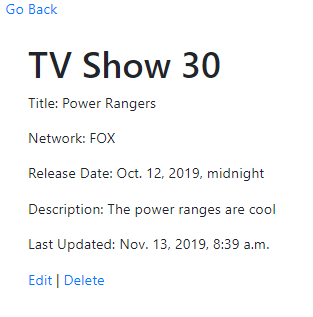 Go Back
TV Show 30
Title: Power Rangers
Network: FOX
Release Date: Oct. 12, 2019, midnight
Description: The power ranges are cool
Last Updated: Nov. 13, 2019, 8:39 a.m.
Edit | Delete